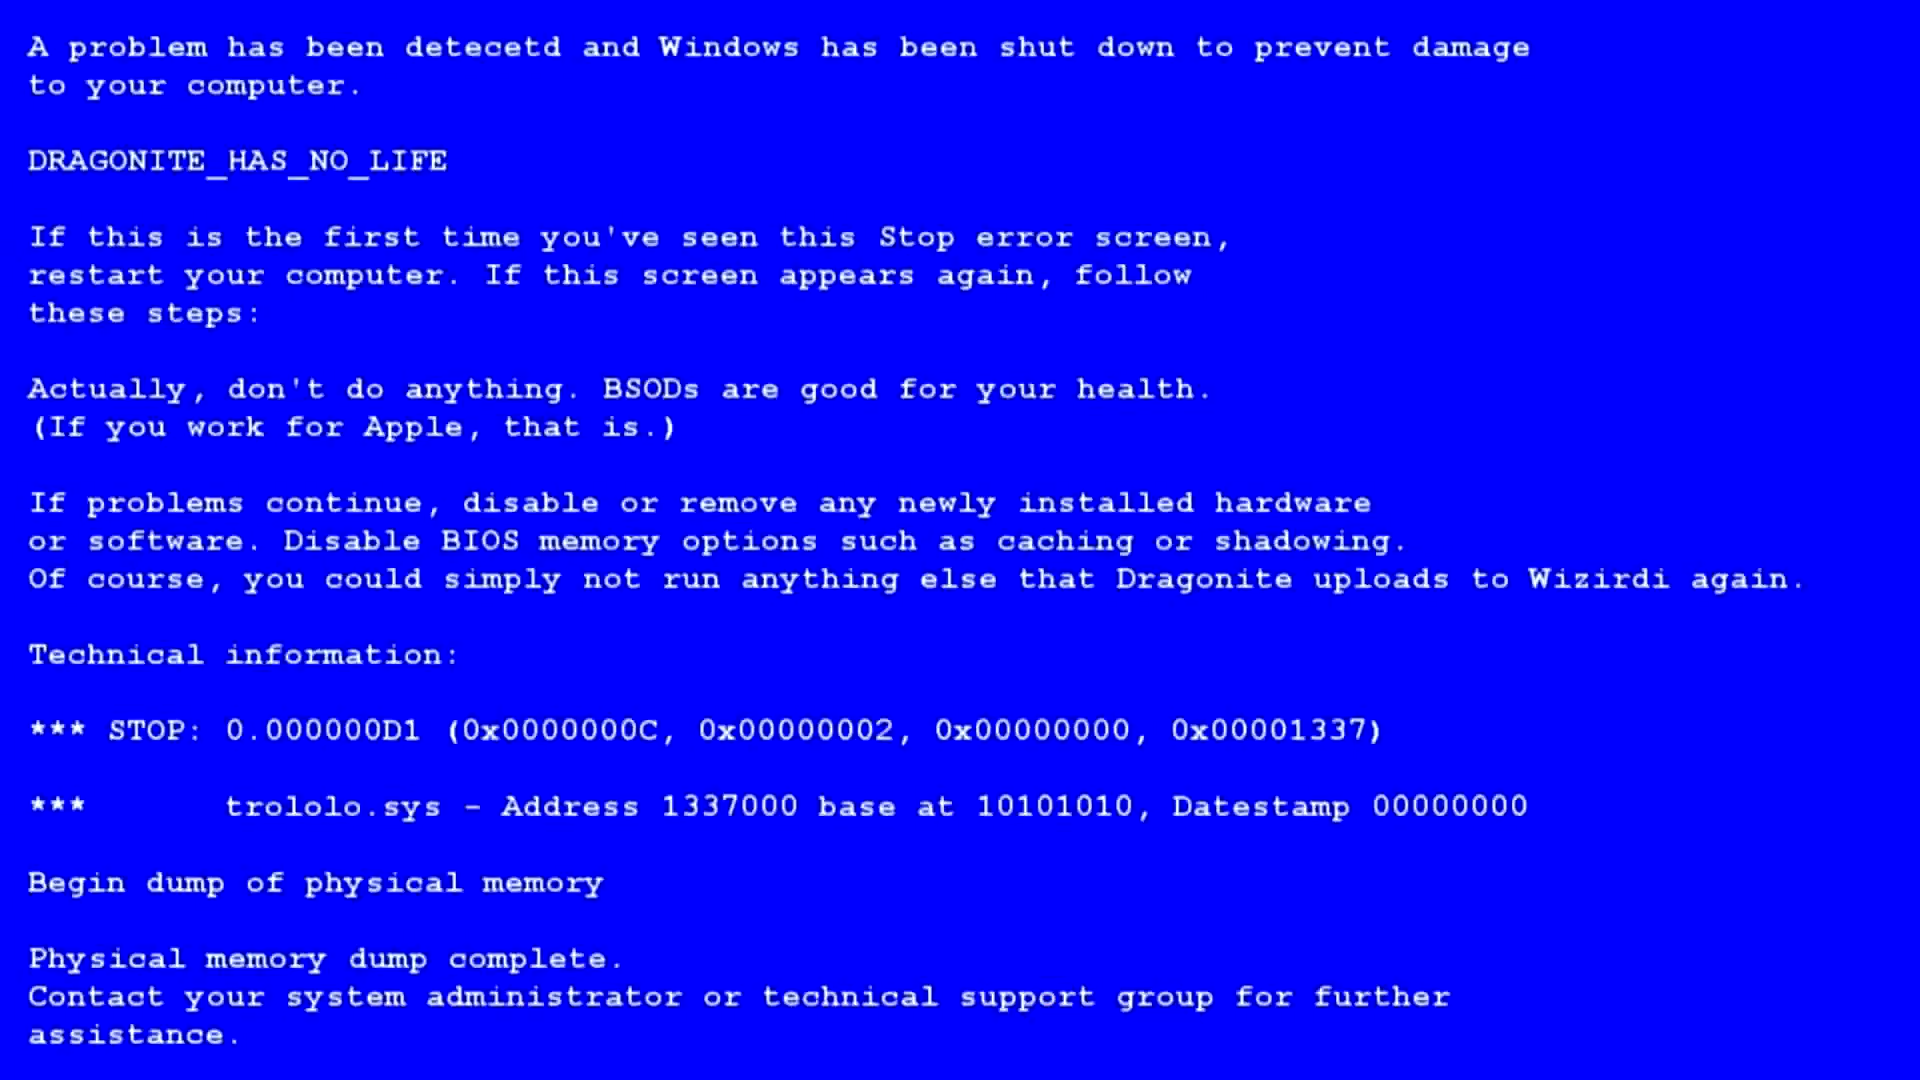 A problem has been detecetd and Windows has been shut down to prevent damage
to your computer.
DRAGONITE_HAS_NO_LIFE
If this is the first time you've seen this Stop error screen,
restart your computer. If this screen appears again, follow
these steps:
Actually, don't do anything. BSODs are good for your health.
(If you work for Apple, that is.)
If problems continue, disable or remove any newly installed hardware
or software. Disable BIOS memory options such as caching or shadowing.
Of course, you could simply not run anything else that Dragonite uploads to Wizirdi again.
Technical information:
*** STOP: 0.000000D1 (0x0000000C, 0x00000002, 0x00000000, 0x00001337)
*** trololo.sys - Address 1337000 base at 10101010, Datestamp 00000000
Begin dump of physical memory
Physical memory dump complete.
Contact your system administrator or technical support group for further
assistance.